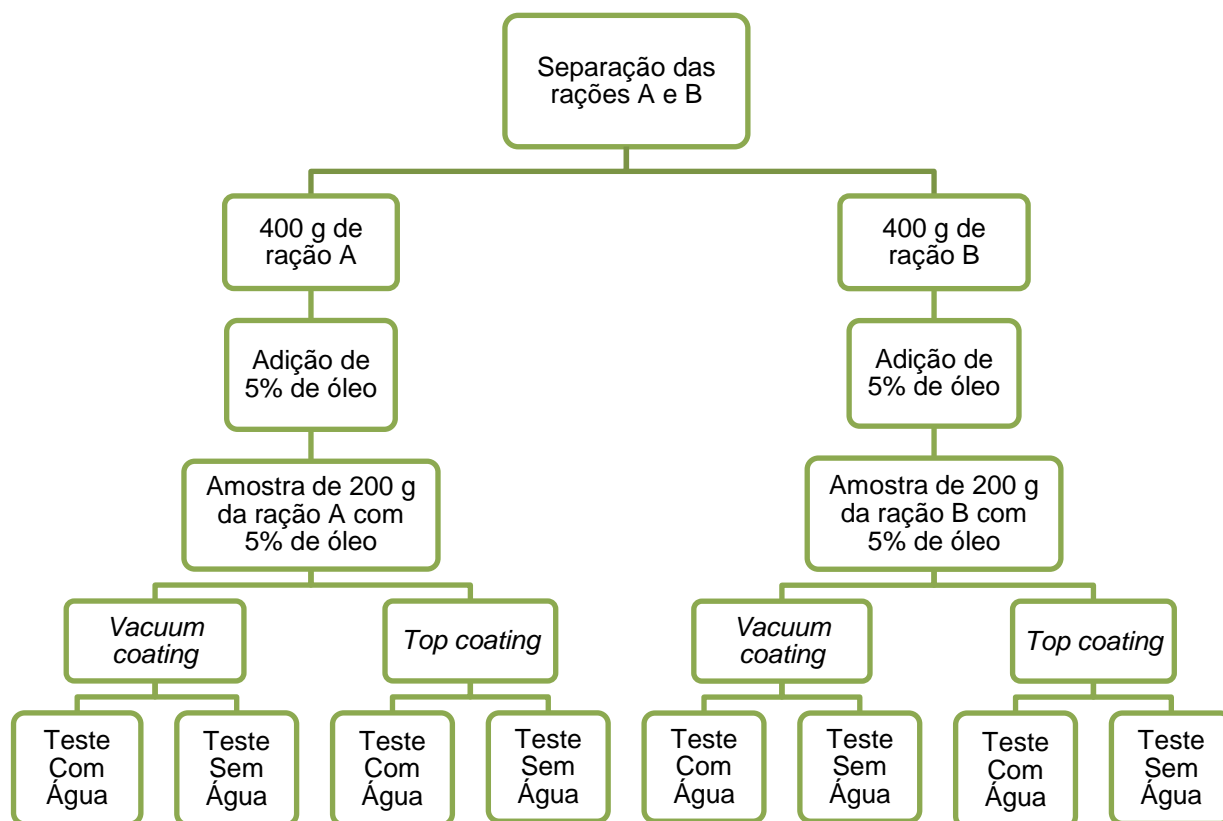 Separação das
rações A e B
400 g de
ração A
400 g de
ração B
Adição de
5% de óleo
Adição de
5% de óleo
Amostra de 200 g
da ração A com
5% de óleo
Amostra de 200 g
da ração B com
5% de óleo
Vacuum
coating
Top coating
Vacuum
coating
Top coating
Teste
Com
Água
Teste
Sem
Água
Teste
Com
Água
Teste
Sem
Água
Teste
Com
Água
Teste
Sem
Água
Teste
Com
Água
Teste
Sem
Água